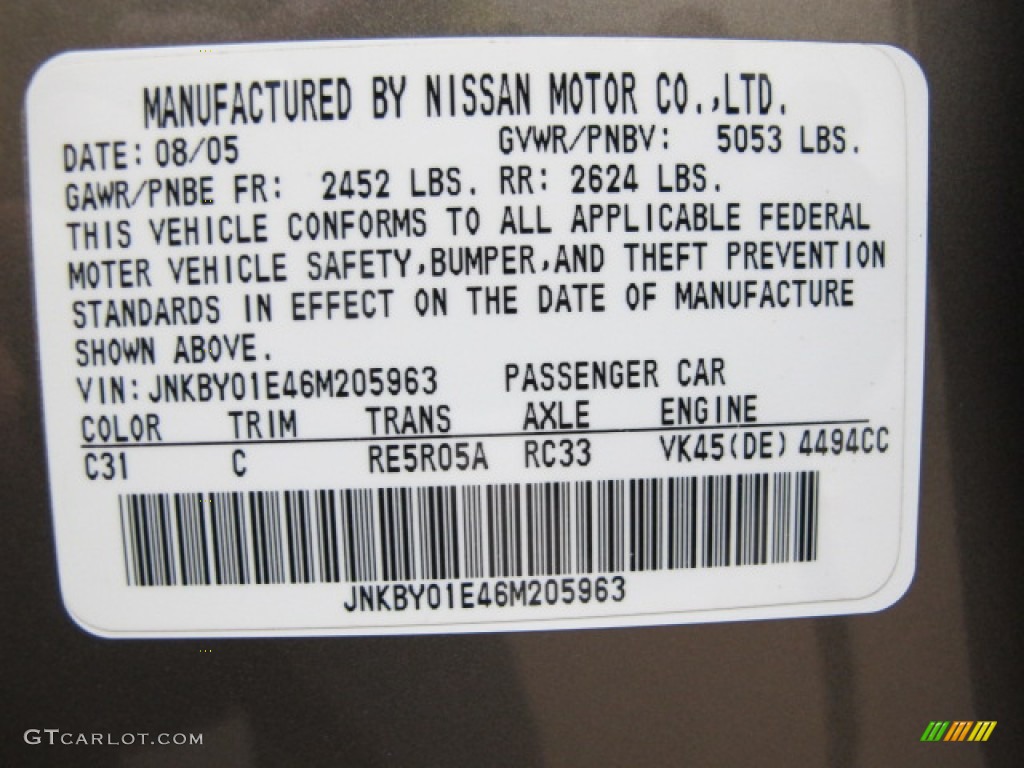 MANUFACTURED BY NISSAN MOTOR CO.,LTD.
DATE: 08/05 GVWR/PNBV: 5053 LBS.
GAWR/PNBE FR: 2452 LBS. RR: 2624 LBS.
THIS VEHICLE CONFORMS TO ALL APPLICABLE FEDERAL
MOTER VEHICLE SAFETY,BUMPER,AND THEFT PREVENTION
STANDARDS IN EFFECT ON THE DATE OF MANUFACTURE
SHOWN ABOVE.
VIN: JNKBY01E46M205963 PASSENGER CAR
COLOR TRIM TRANS AXLE ENGINE
C31 C RE5R05A RC33 VK45(DE) 4494CC
JNKBY01E46M205963
GTCARLOT.COM